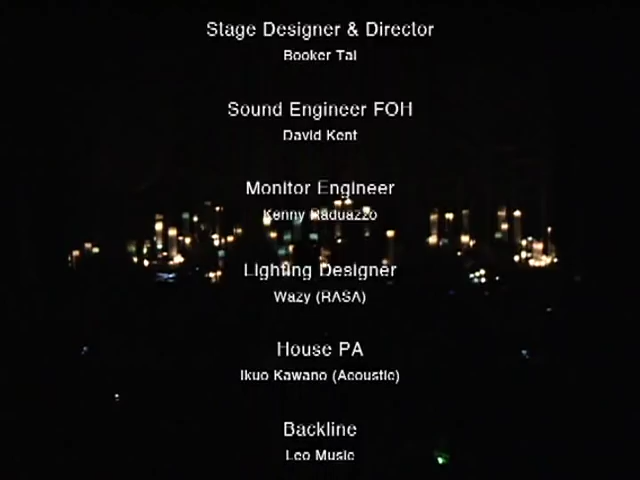 Stage Designer & Director
Booker Tal
Sound Engineer FOH
David Kent
Monitor Engineer
Kenny Raduazzo
Lighting Designer
Wazy (RASA)
House PA
Ikuo Kawano (Acoustic)
Backline
Leo Music